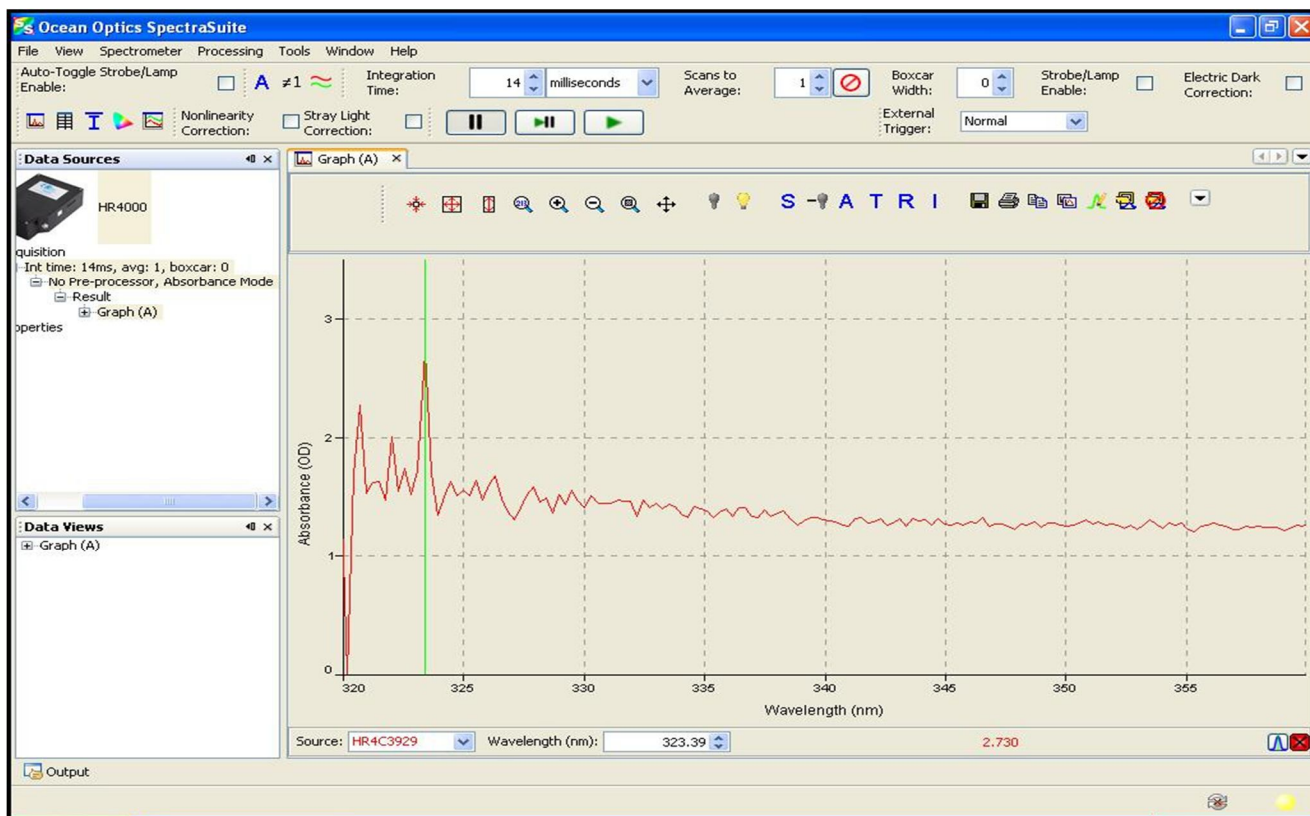 Ocean Optics SpectraSuite
File View Spectrometer Processing Tools Window Help
Auto-Toggle Strobe/Lamp Enable:
A ≠1
Integration Time: 14 milliseconds
Scans to Average: 1
Boxcar Width: 0
Strobe/Lamp Enable:
Electric Dark Correction:
Nonlinearity Correction:
Stray Light Correction:
External Trigger: Normal
Data Sources
HR4000
quisition
Int time: 14ms, avg: 1, boxcar: 0
No Pre-processor, Absorbance Mode
Result
Graph (A)
operties
Data Views
Graph (A)
Graph (A)
S A T R I
Absorbance (OD)
3
2
1
0
320 325 330 335 340 345 350 355
Wavelength (nm)
Source: HR4C3929 Wavelength (nm): 323.39 2.730
Output